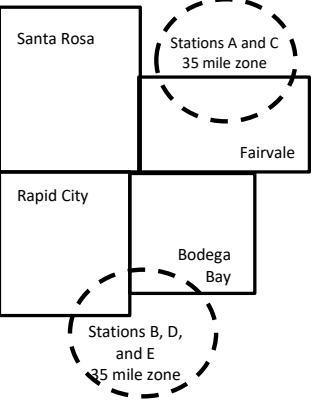 Santa Rosa
Stations A and C
35 mile zone
Fairvale
Rapid City
Bodega
Bay
Stations B, D,
and E
35 mile zone